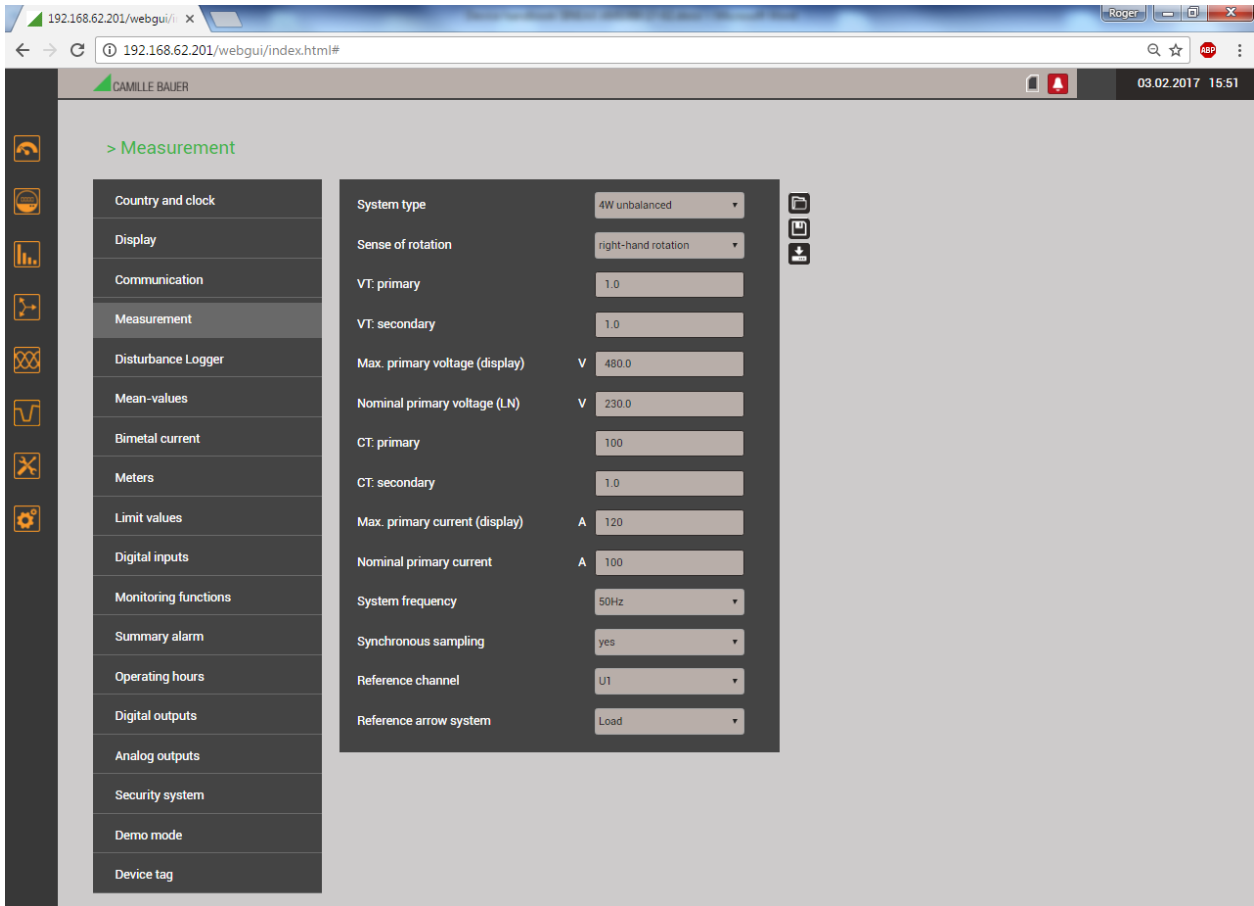 192.168.62.201/webgui/i
Roger
192.168.62.201/webgui/index.html#
ABP
CAMILLE BAUER
03.02.2017 15:51
> Measurement
Country and clock
Display
Communication
Measurement
Disturbance Logger
Mean-values
Bimetal current
Meters
Limit values
Digital inputs
Monitoring functions
Summary alarm
Operating hours
Digital outputs
Analog outputs
Security system
Demo mode
Device tag
System type 4W unbalanced
Sense of rotation right-hand rotation
VT: primary 1.0
VT: secondary 1.0
Max. primary voltage (display) V 480.0
Nominal primary voltage (LN) V 230.0
CT: primary 100
CT: secondary 1.0
Max. primary current (display) A 120
Nominal primary current A 100
System frequency 50Hz
Synchronous sampling yes
Reference channel U1
Reference arrow system Load